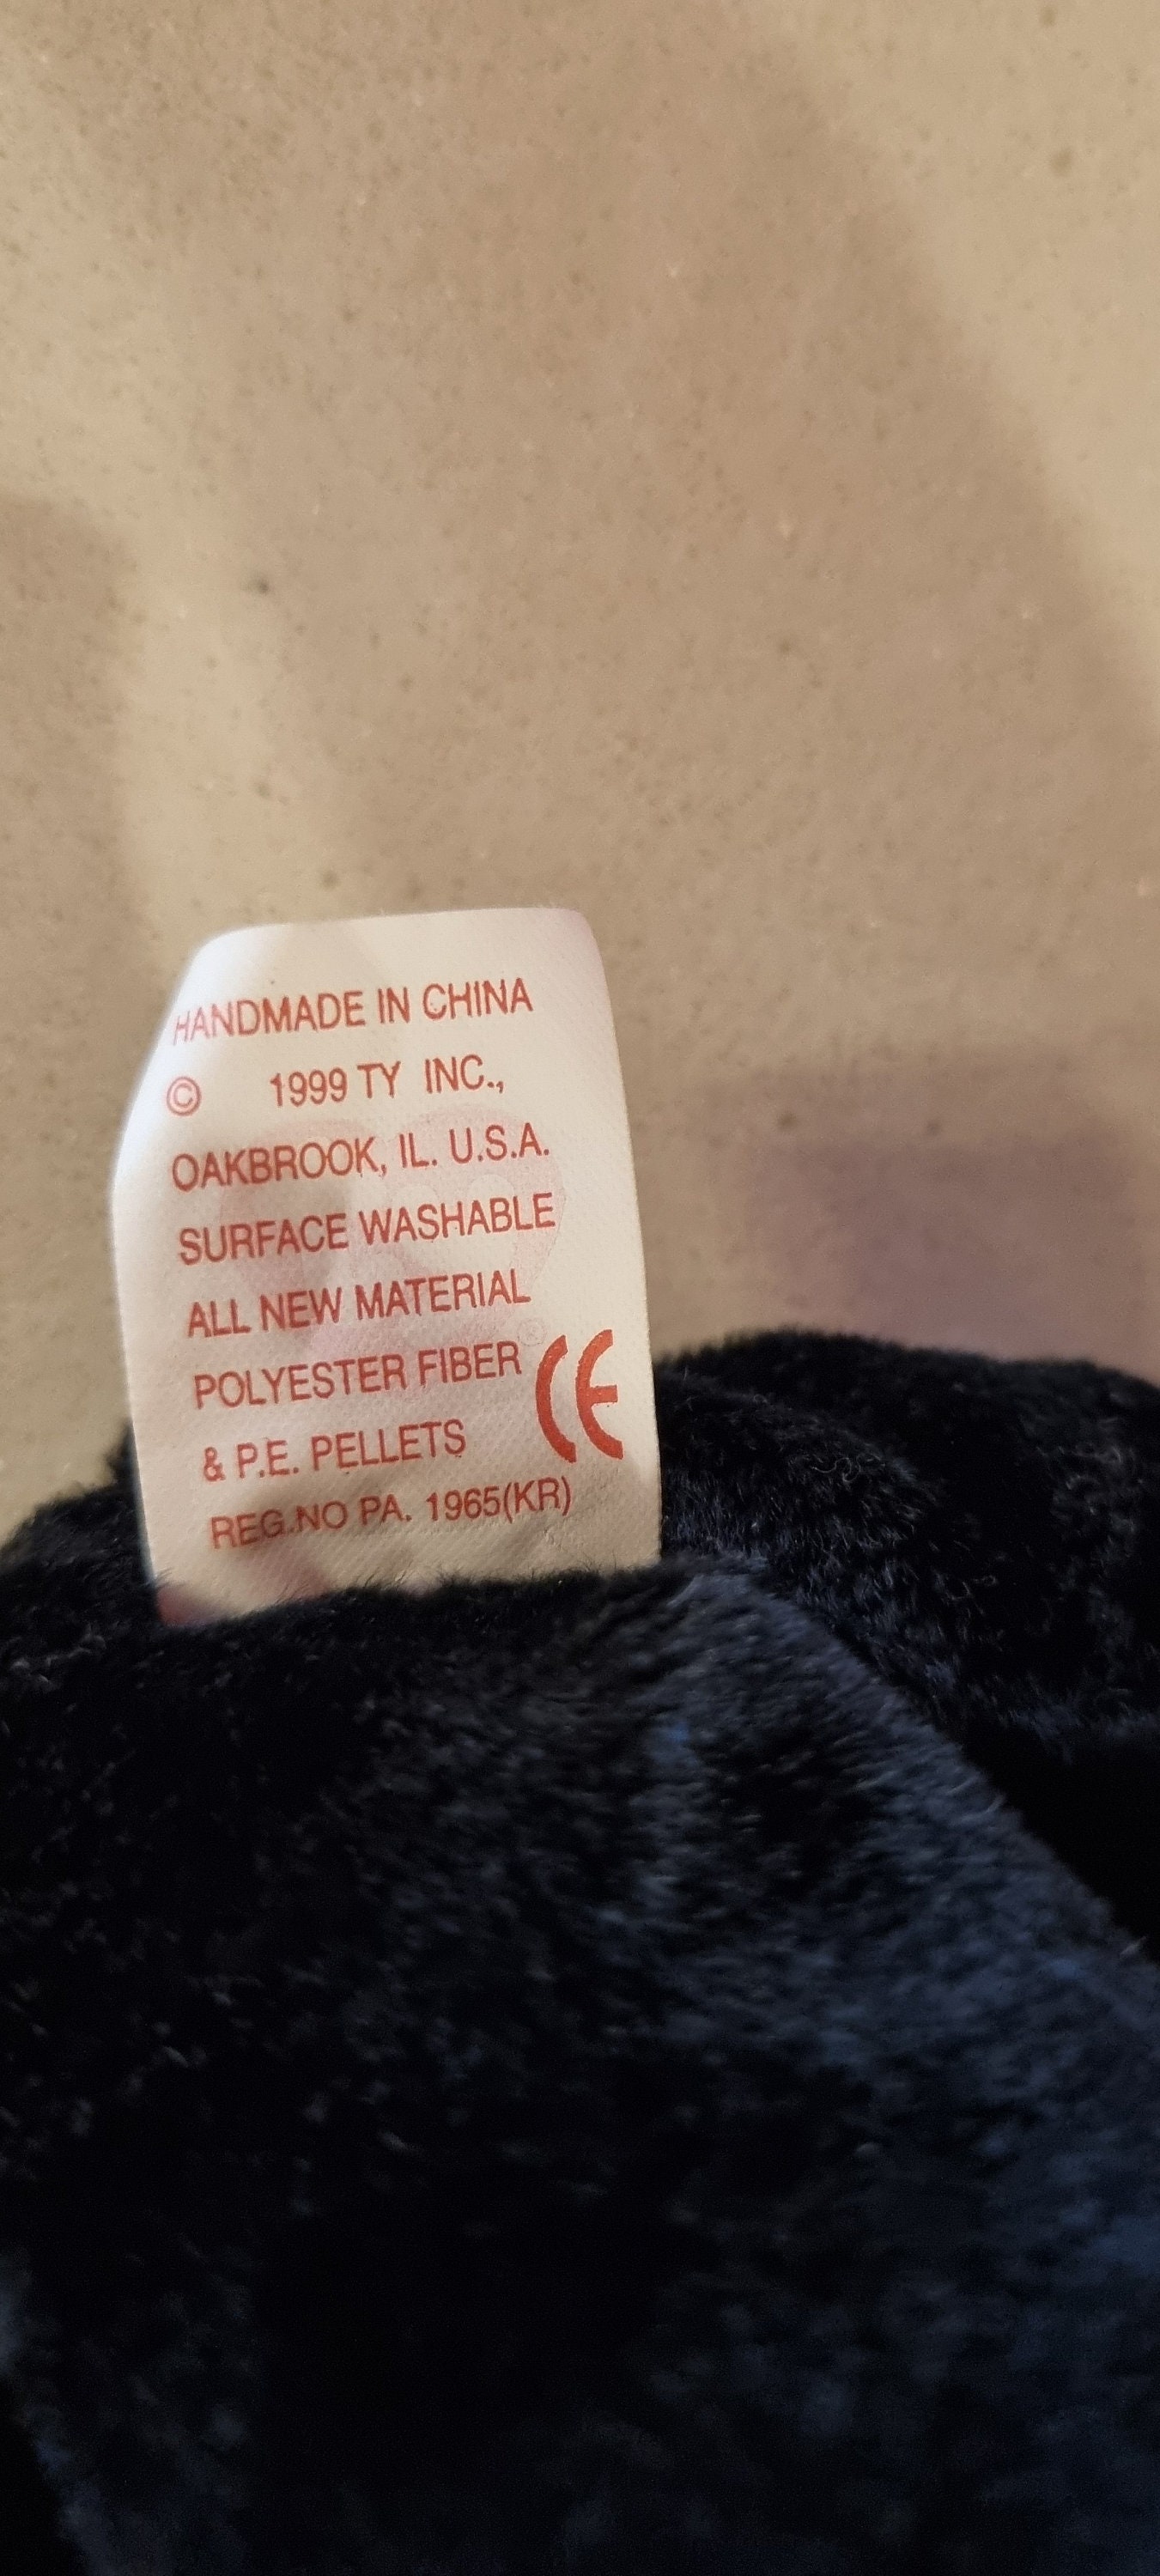 HANDMADE IN CHINA
© 1999 TY INC.,
OAKBROOK, IL. U.S.A.
SURFACE WASHABLE
ALL NEW MATERIAL
POLYESTER FIBER
& P.E. PELLETS
CE
REG.NO PA. 1965(KR)